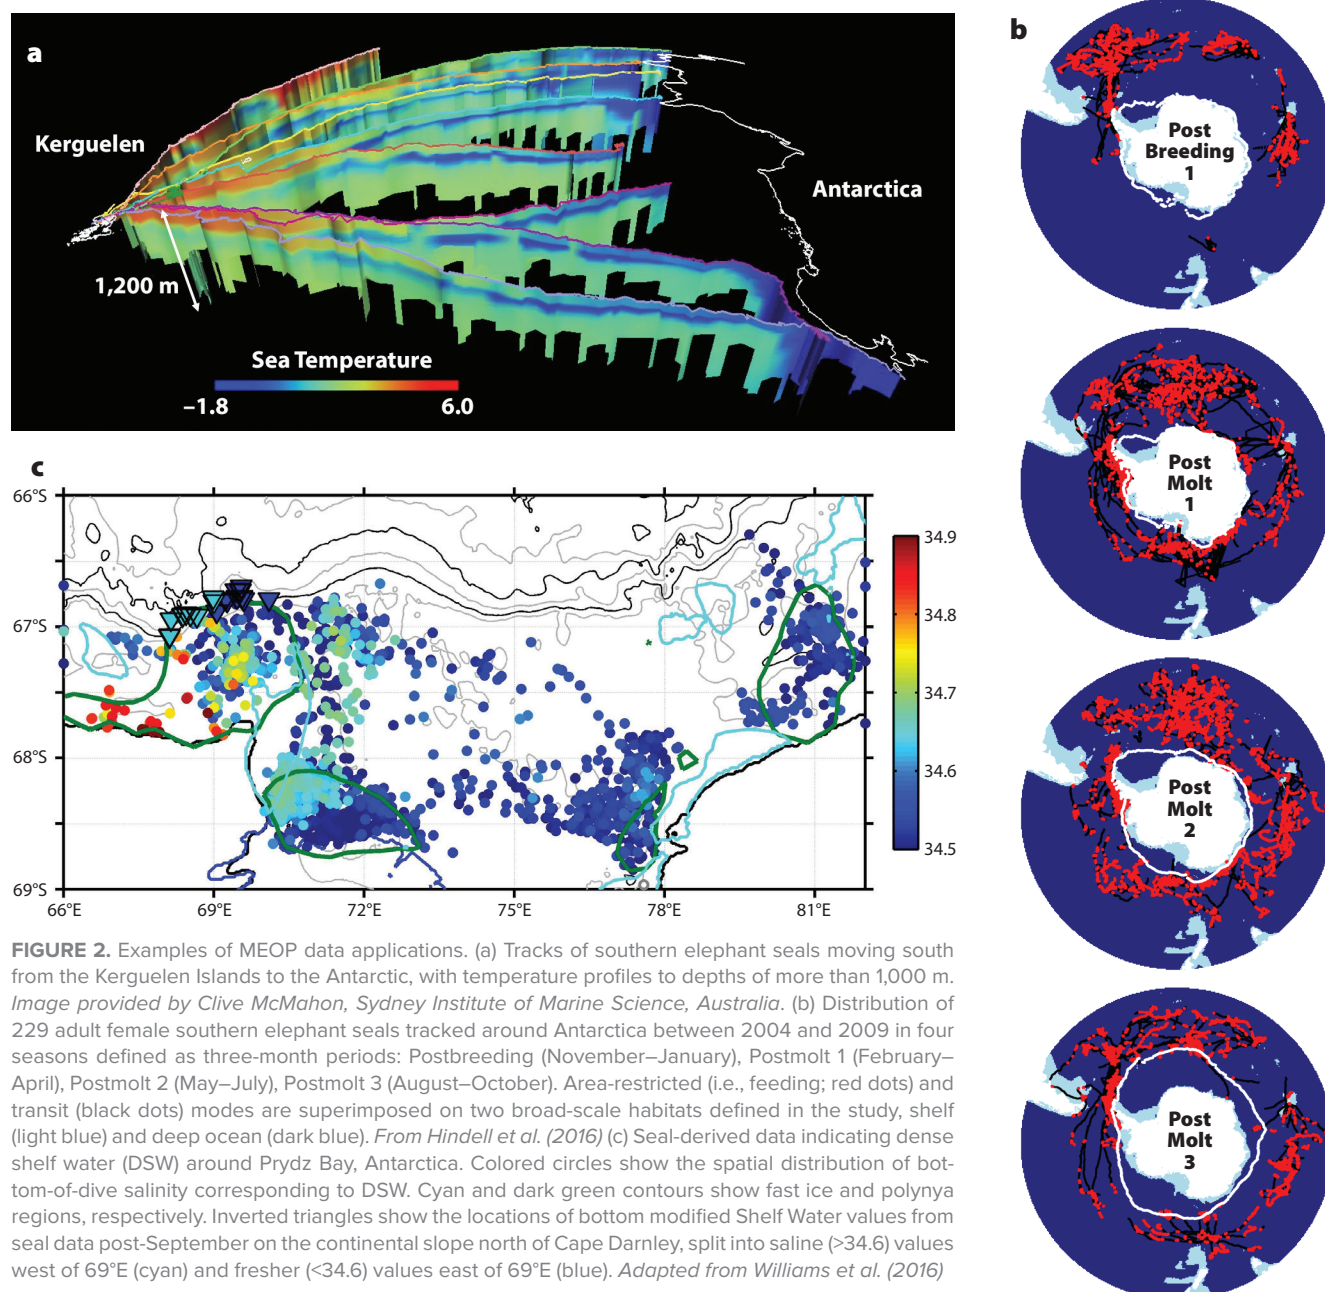 a
Kerguelen
Antarctica
1,200 m
Sea Temperature
–1.8
6.0
b
Post
Breeding
1
Post
Molt
1
Post
Molt
2
Post
Molt
3
c
66°S
67°S
68°S
69°S
66°E
69°E
72°E
75°E
78°E
81°E
34.9
34.8
34.7
34.6
34.5
FIGURE 2. Examples of MEOP data applications. (a) Tracks of southern elephant seals moving south
from the Kerguelen Islands to the Antarctic, with temperature profiles to depths of more than 1,000 m.
Image provided by Clive McMahon, Sydney Institute of Marine Science, Australia. (b) Distribution of
229 adult female southern elephant seals tracked around Antarctica between 2004 and 2009 in four
seasons defined as three-month periods: Postbreeding (November–January), Postmolt 1 (February–
April), Postmolt 2 (May–July), Postmolt 3 (August–October). Area-restricted (i.e., feeding; red dots) and
transit (black dots) modes are superimposed on two broad-scale habitats defined in the study, shelf
(light blue) and deep ocean (dark blue). From Hindell et al. (2016) (c) Seal-derived data indicating dense
shelf water (DSW) around Prydz Bay, Antarctica. Colored circles show the spatial distribution of bot-
tom-of-dive salinity corresponding to DSW. Cyan and dark green contours show fast ice and polynya
regions, respectively. Inverted triangles show the locations of bottom modified Shelf Water values from
seal data post-September on the continental slope north of Cape Darnley, split into saline (>34.6) values
west of 69°E (cyan) and fresher (<34.6) values east of 69°E (blue). Adapted from Williams et al. (2016)